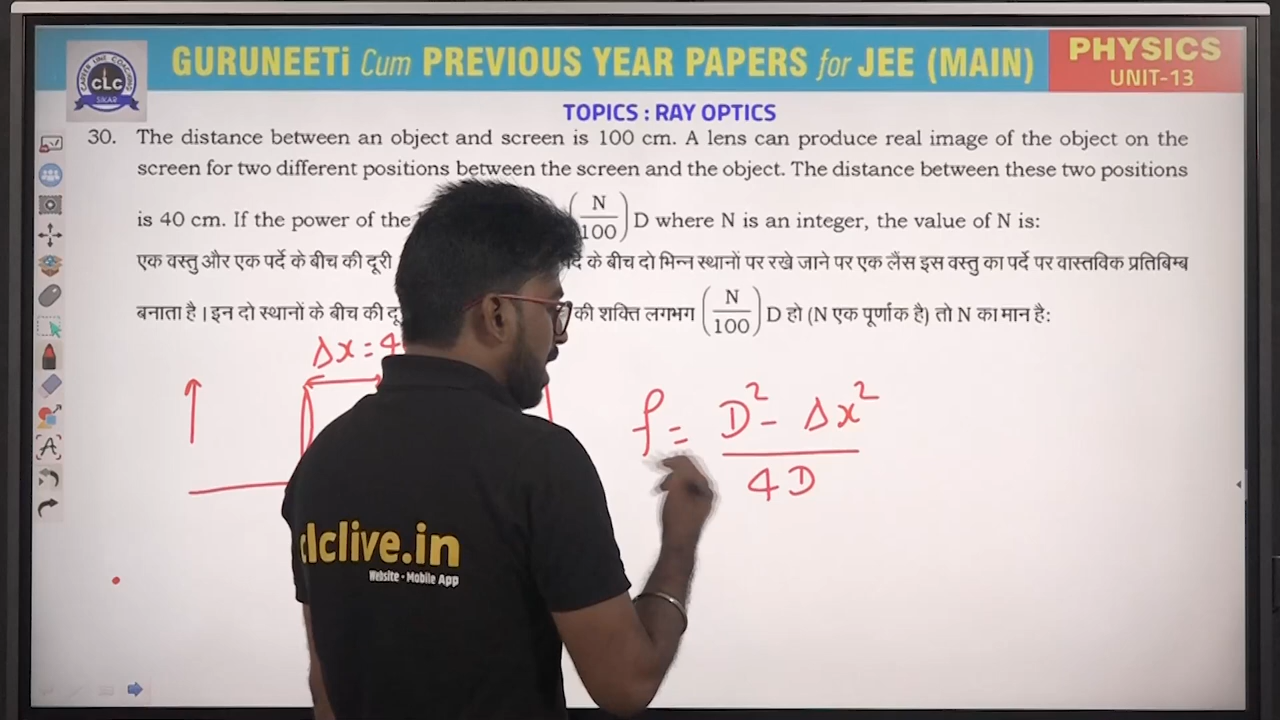 GURUNEETi Cum PREVIOUS YEAR PAPERS for JEE (MAIN)
PHYSICS
UNIT-13
CLC
SIKAR
TOPICS : RAY OPTICS
30. The distance between an object and screen is 100 cm. A lens can produce real image of the object on the
screen for two different positions between the screen and the object. The distance between these two positions
is 40 cm. If the power of the (N/100) D where N is an integer, the value of N is:
एक वस्तु और एक पर्दे के बीच की दूरी के बीच दो भिन्न स्थानों पर रखे जाने पर एक लैंस इस वस्तु का पर्दे पर वास्तविक प्रतिबिम्ब
बनाता है। इन दो स्थानों के बीच की की शक्ति लगभग (N/100) D हो (N एक पूर्णाक है) तो N का मान है:
Δx = 4
f = D² - Δx² / 4D
clclive.in
Website - Mobile App